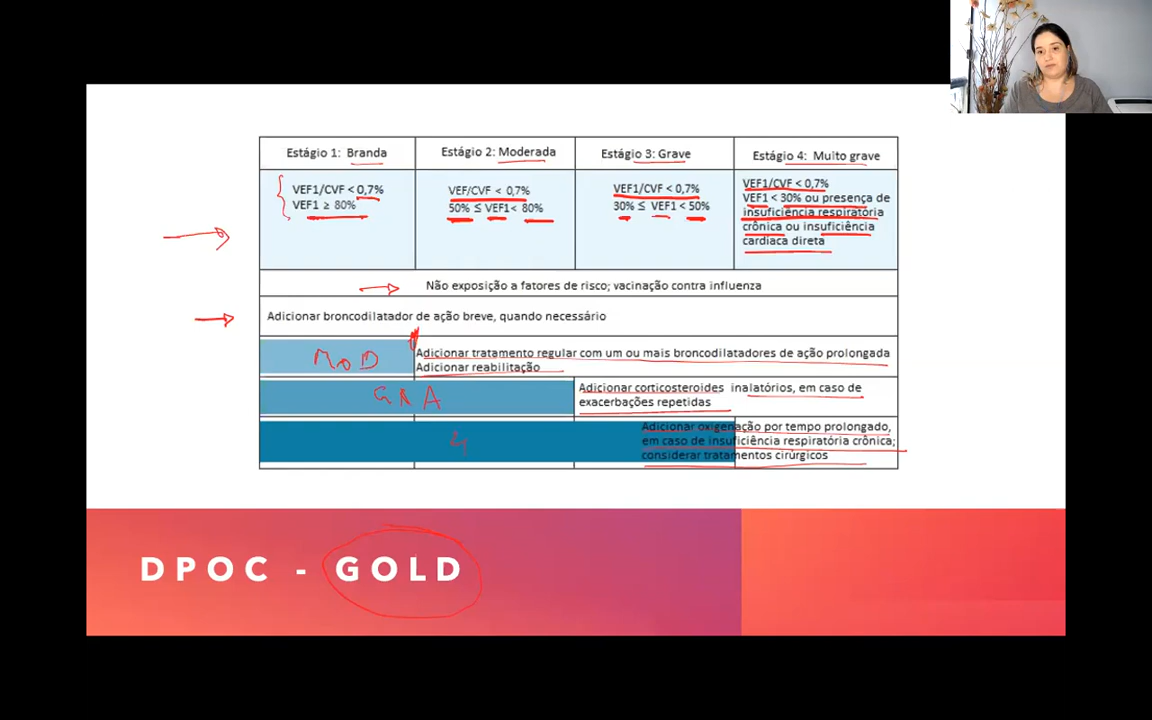 Estágio 1: Branda
Estágio 2: Moderada
Estágio 3: Grave
Estágio 4: Muito grave
VEF1/CVF < 0,7%
VEF1 ≥ 80%
VEF/CVF < 0,7%
50% ≤ VEF1< 80%
VEF1/CVF < 0,7%
30% ≤ VEF1 < 50%
VEF1/CVF < 0,7%
VEF1 < 30% ou presença de
insuficiência respiratória
crônica ou insuficiência
cardiaca direta
Não exposição a fatores de risco; vacinação contra influenza
Adicionar broncodilatador de ação breve, quando necessário
MOD
Adicionar tratamento regular com um ou mais broncodilatadores de ação prolongada
Adicionar reabilitação
GRA
Adicionar corticosteroides inalatórios, em caso de
exacerbações repetidas
Adicionar oxigenação por tempo prolongado,
em caso de insuficiência respiratória crônica;
considerar tratamentos cirúrgicos
DPOC - GOLD